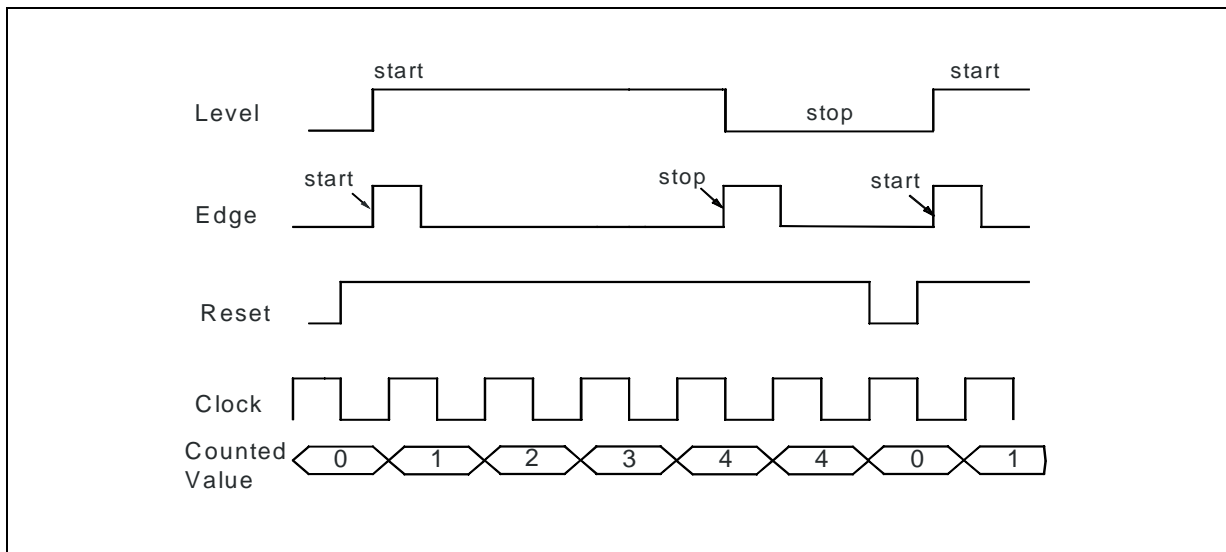 start start
Level
stop
start stop start
Edge
Reset
Clock
Counted
Value
0 1 2 3 4 4 0 1